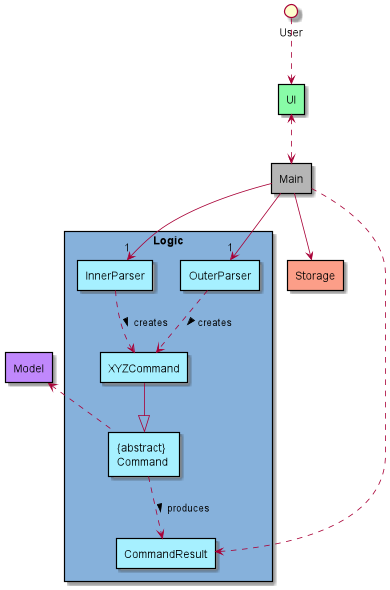 User
UI
Main
Logic
1
1
InnerParser
OuterParser
Storage
creates
creates
Model
XYZCommand
{abstract}
Command
produces
CommandResult